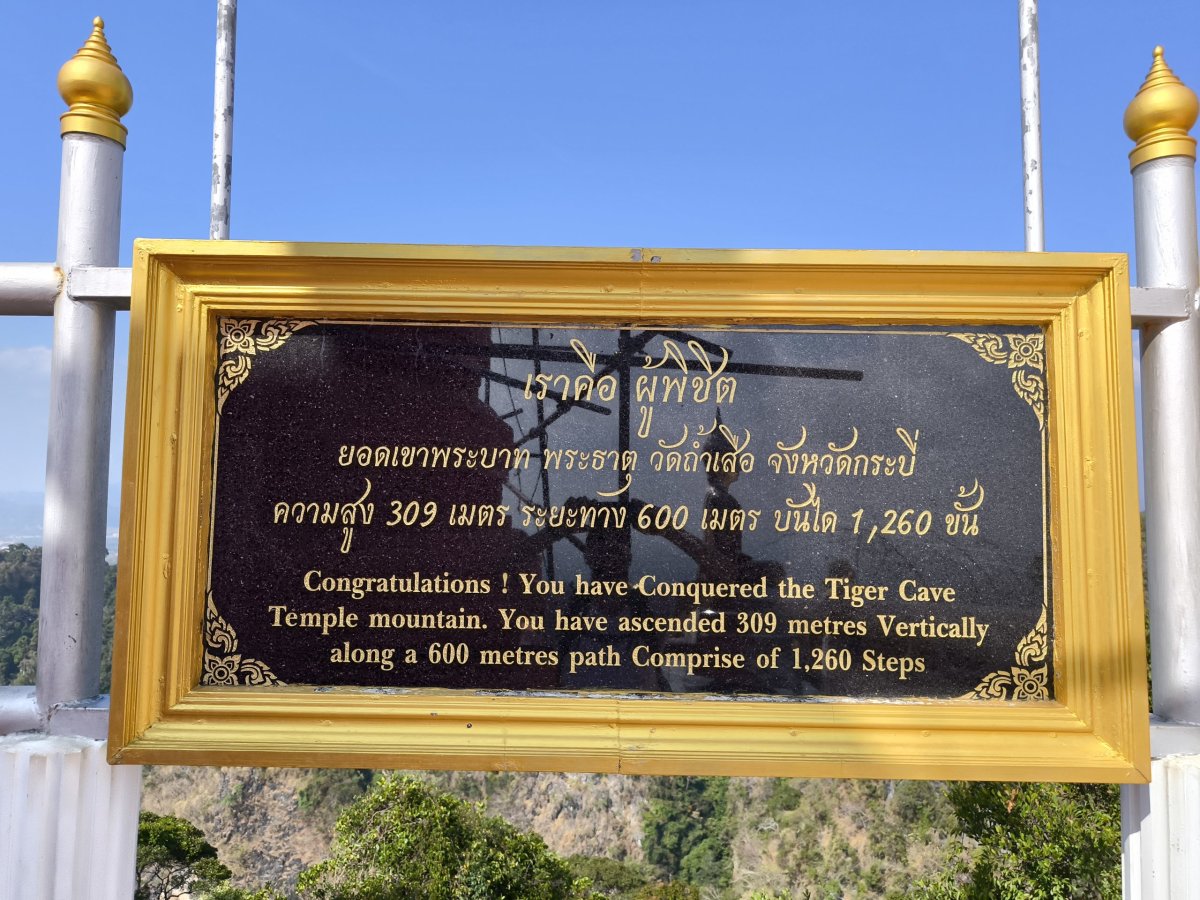 เราคือ ผู้พิชิต
ยอดเขาพระบาท พระธาตุ วัดถ้ำเสือ จังหวัดกระบี่
ความสูง 309 เมตร ระยะทาง 600 เมตร บันได 1,260 ขั้น
Congratulations ! You have Conquered the Tiger Cave
Temple mountain. You have ascended 309 metres Vertically
along a 600 metres path Comprise of 1,260 Steps